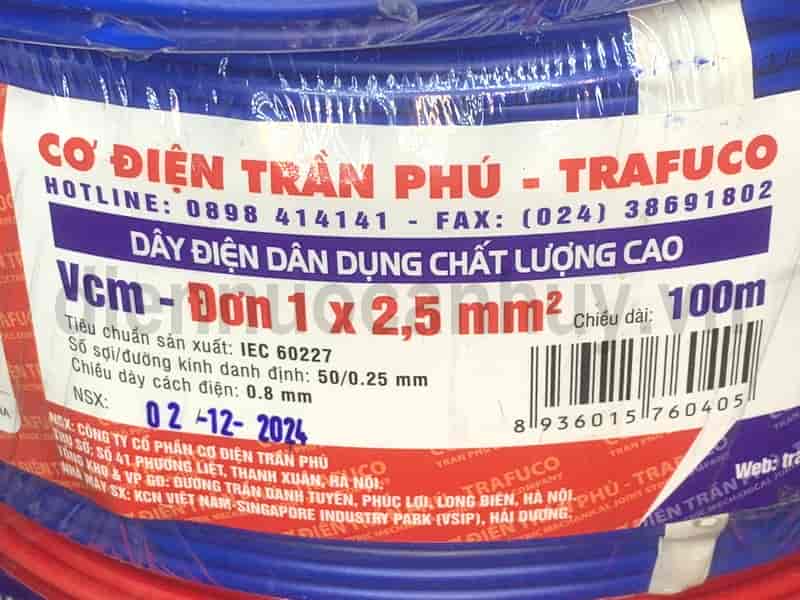 CƠ ĐIỆN TRẦN PHÚ - TRAFUCO
HOTLINE: 0898 414141 - FAX: (024) 38691802
DÂY ĐIỆN DÂN DỤNG CHẤT LƯỢNG CAO
Vcm - Đơn 1 x 2,5 mm² Chiều dài: 100m
diennuocanhuy.vn
Tiêu chuẩn sản xuất: IEC 60227
Số sợi/đường kính danh định: 50/0.25 mm
Chiều dày cách điện: 0.8 mm
NSX: 02-12-2024
8 936015 760405
NSX: CÔNG TY CỔ PHẦN CƠ ĐIỆN TRẦN PHÚ
TRỤ SỞ: SỐ 41 PHƯƠNG LIỆT, THANH XUÂN, HÀ NỘI.
TỔNG KHO & VP GD: ĐƯỜNG TRẦN DANH TUYÊN, PHÚC LỢI, LONG BIÊN, HÀ NỘI.
NHÀ MÁY SX: KCN VIỆT NAM-SINGAPORE INDUSTRY PARK (VSIP), HẢI DƯƠNG.
Web: tra